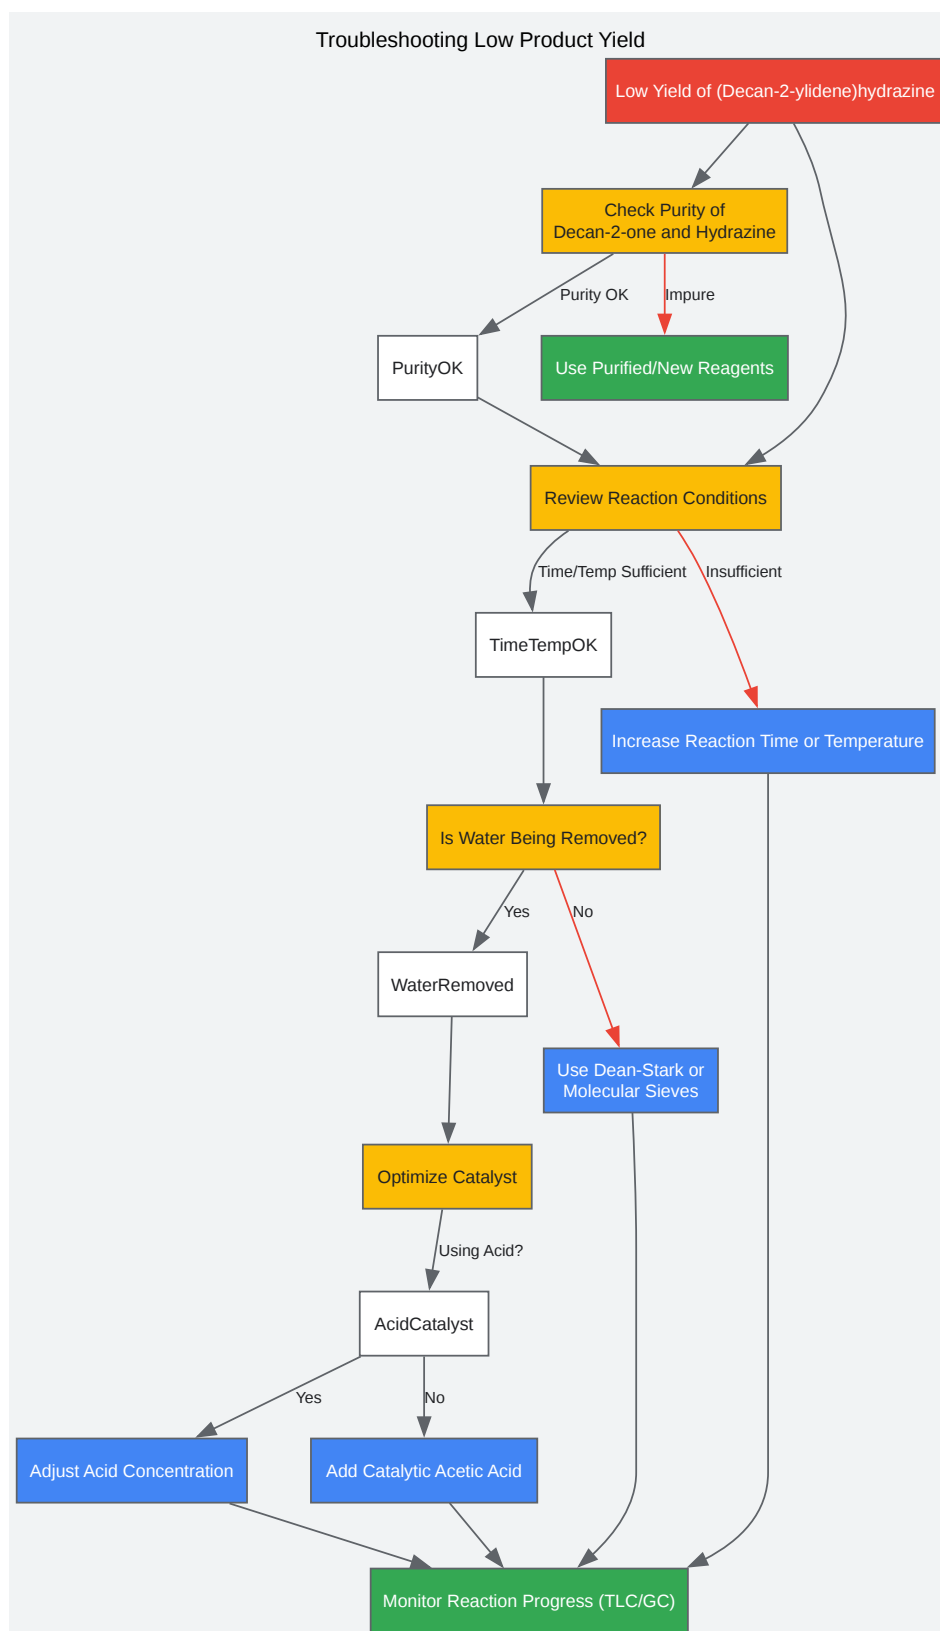 Troubleshooting Low Product Yield
Low Yield of (Decan-2-ylidene)hydrazine
Check Purity of
Decan-2-one and Hydrazine
Purity OK
Impure
PurityOK
Use Purified/New Reagents
Review Reaction Conditions
Time/Temp Sufficient
Insufficient
TimeTempOK
Increase Reaction Time or Temperature
Is Water Being Removed?
Yes
No
WaterRemoved
Use Dean-Stark or
Molecular Sieves
Optimize Catalyst
Using Acid?
AcidCatalyst
Yes
No
Adjust Acid Concentration
Add Catalytic Acetic Acid
Monitor Reaction Progress (TLC/GC)